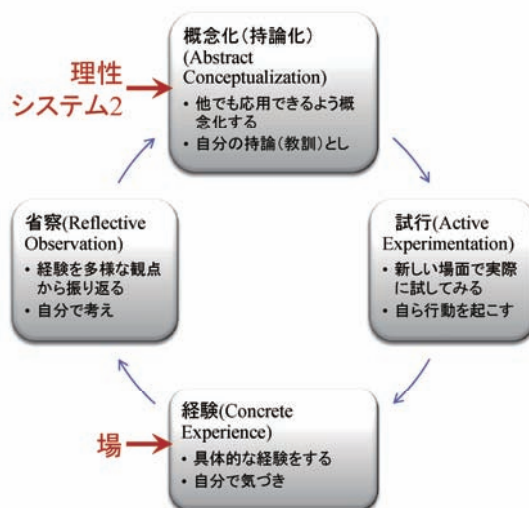 概念化(持論化)
(Abstract
Conceptualization)
• 他でも応用できるよう概
念化する
• 自分の持論(教訓)とし
理性
システム2
省察(Reflective
Observation)
• 経験を多様な観点
から振り返る
• 自分で考え
試行(Active
Experimentation)
• 新しい場面で実際
に試してみる
• 自ら行動を起こす
場
経験(Concrete
Experience)
• 具体的な経験をする
• 自分で気づき